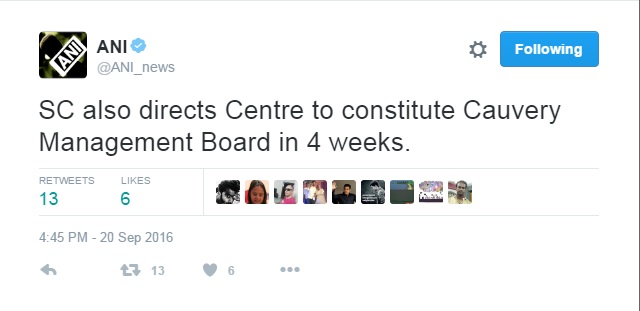 ANI
ANI
@ANI_news
Following
SC also directs Centre to constitute Cauvery
Management Board in 4 weeks.
RETWEETS
LIKES
13
6
4:45 PM - 20 Sep 2016
13
6